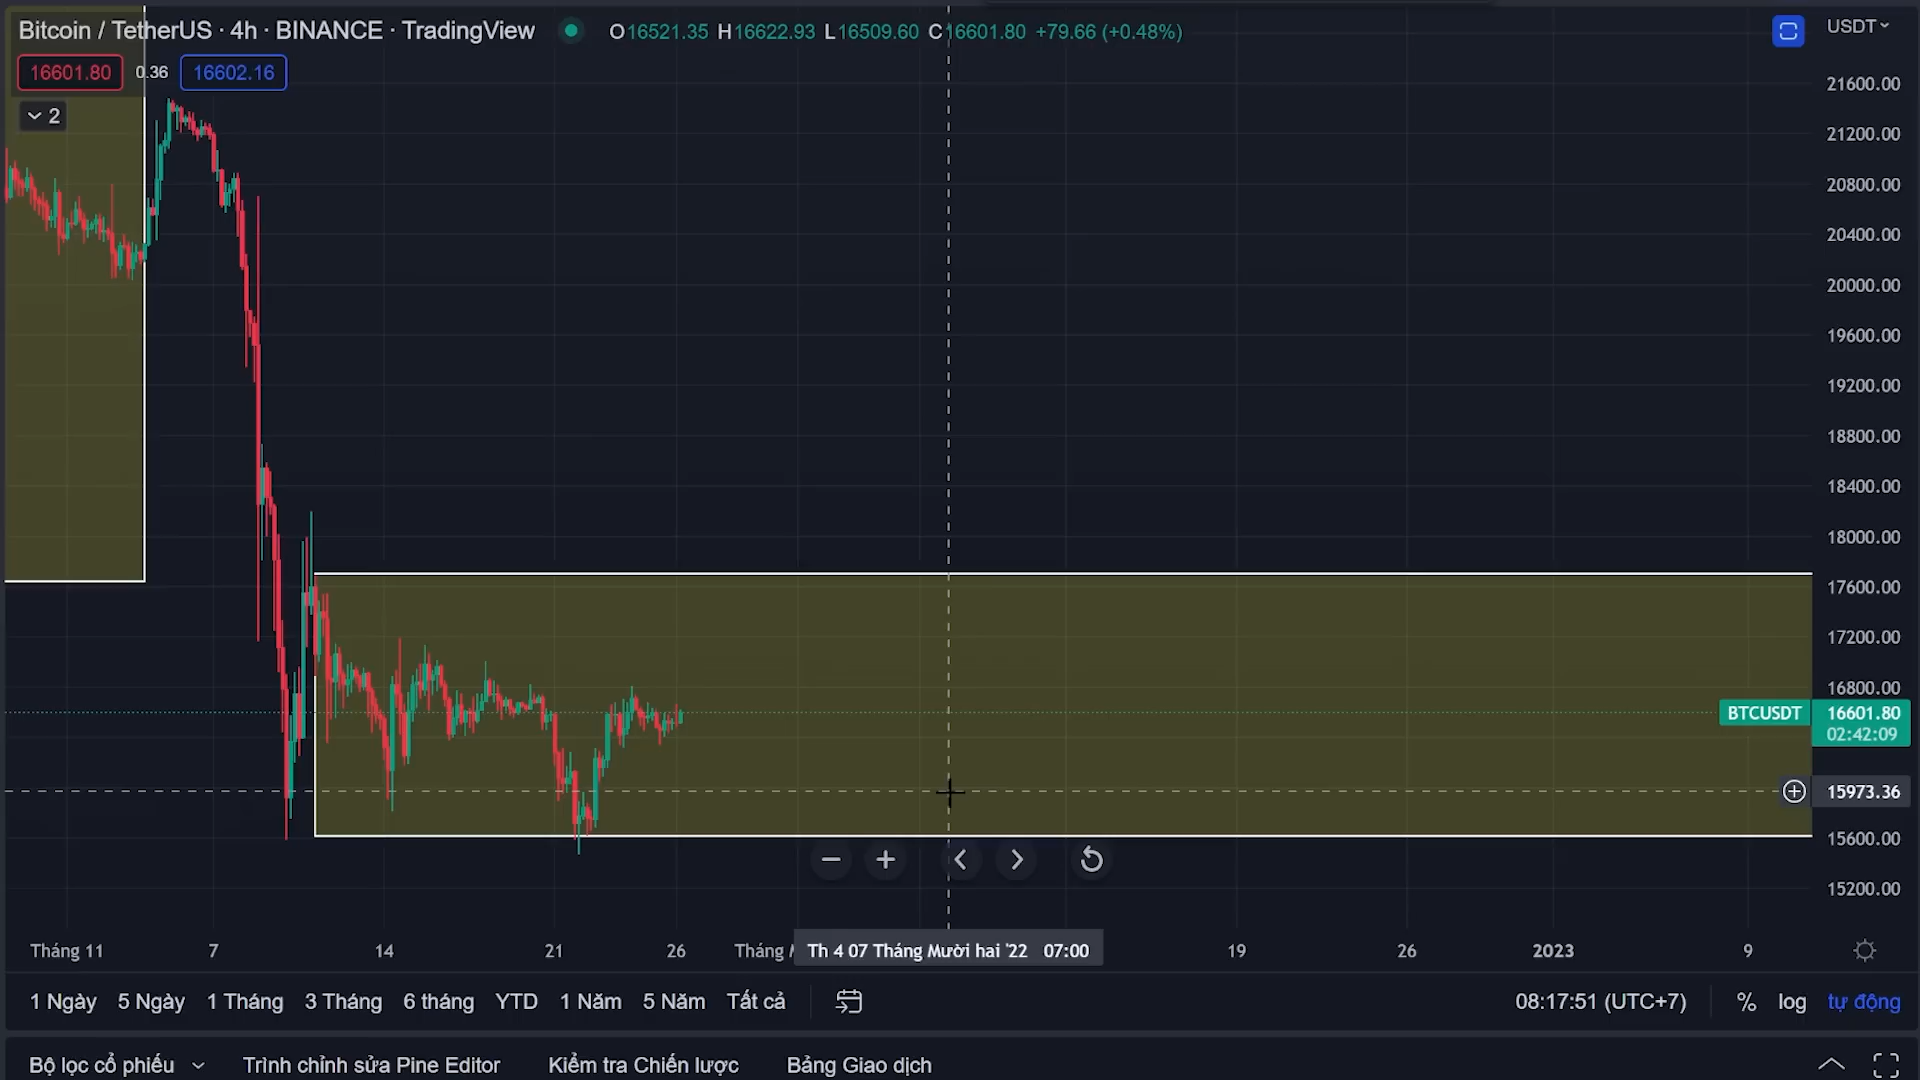 Bitcoin / TetherUS · 4h · BINANCE · TradingView O16521.35 H16622.93 L16509.60 C16601.80 +79.66 (+0.48%)
USDT
16601.80 0.36 16602.16
2
21600.00
21200.00
20800.00
20400.00
20000.00
19600.00
19200.00
18800.00
18400.00
18000.00
17600.00
17200.00
16800.00
BTCUSDT 16601.80
02:42:09
15973.36
15600.00
15200.00
Tháng 11 7 14 21 26 Tháng Th 4 07 Tháng Mười hai '22 07:00 19 26 2023 9
1 Ngày 5 Ngày 1 Tháng 3 Tháng 6 tháng YTD 1 Năm 5 Năm Tất cả 08:17:51 (UTC+7) % log tự động
Bộ lọc cổ phiếu Trình chỉnh sửa Pine Editor Kiểm tra Chiến lược Bảng Giao dịch